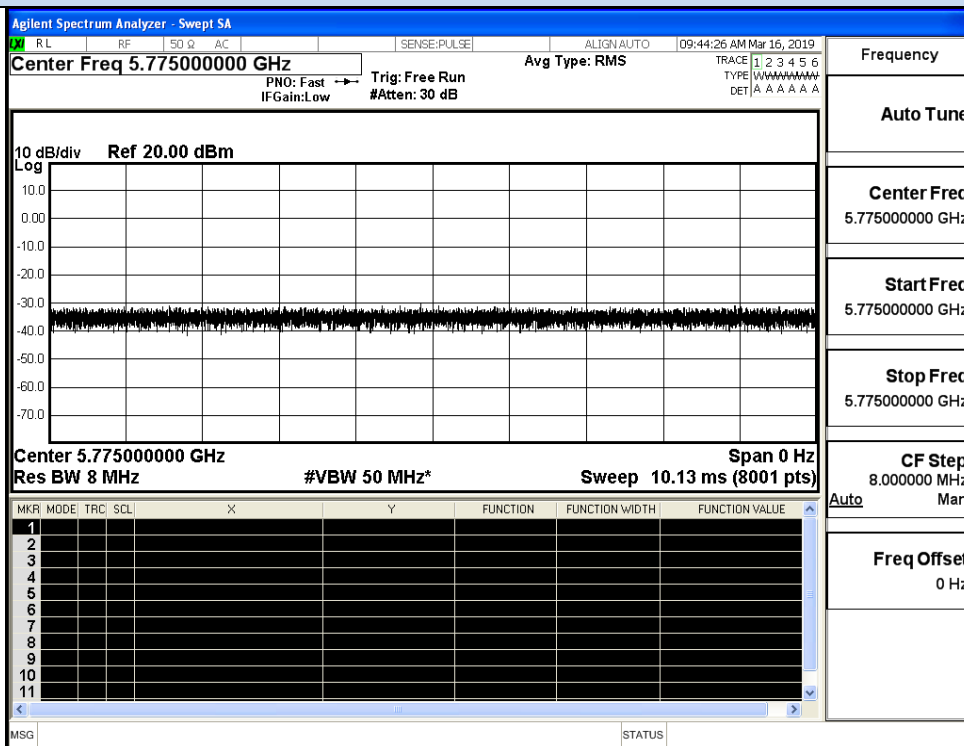 Agilent Spectrum Analyzer - Swept SA
LXI RL RF 50 Ω AC SENSE:PULSE ALIGN AUTO 09:44:26 AM Mar 16, 2019
Center Freq 5.775000000 GHz Avg Type: RMS TRACE 1 2 3 4 5 6
PNO: Fast Trig: Free Run TYPE WWWWWW
IFGain:Low #Atten: 30 dB DET A A A A A A
10 dB/div Ref 20.00 dBm
Log
10.0
0.00
-10.0
-20.0
-30.0
-40.0
-50.0
-60.0
-70.0
Center 5.775000000 GHz Span 0 Hz
Res BW 8 MHz #VBW 50 MHz* Sweep 10.13 ms (8001 pts)
MKR MODE TRC SCL X Y FUNCTION FUNCTION WIDTH FUNCTION VALUE
1
2
3
4
5
6
7
8
9
10
11
MSG STATUS
Frequency
Auto Tune
Center Freq
5.775000000 GHz
Start Freq
5.775000000 GHz
Stop Freq
5.775000000 GHz
CF Step
8.000000 MHz
Auto Man
Freq Offset
0 Hz